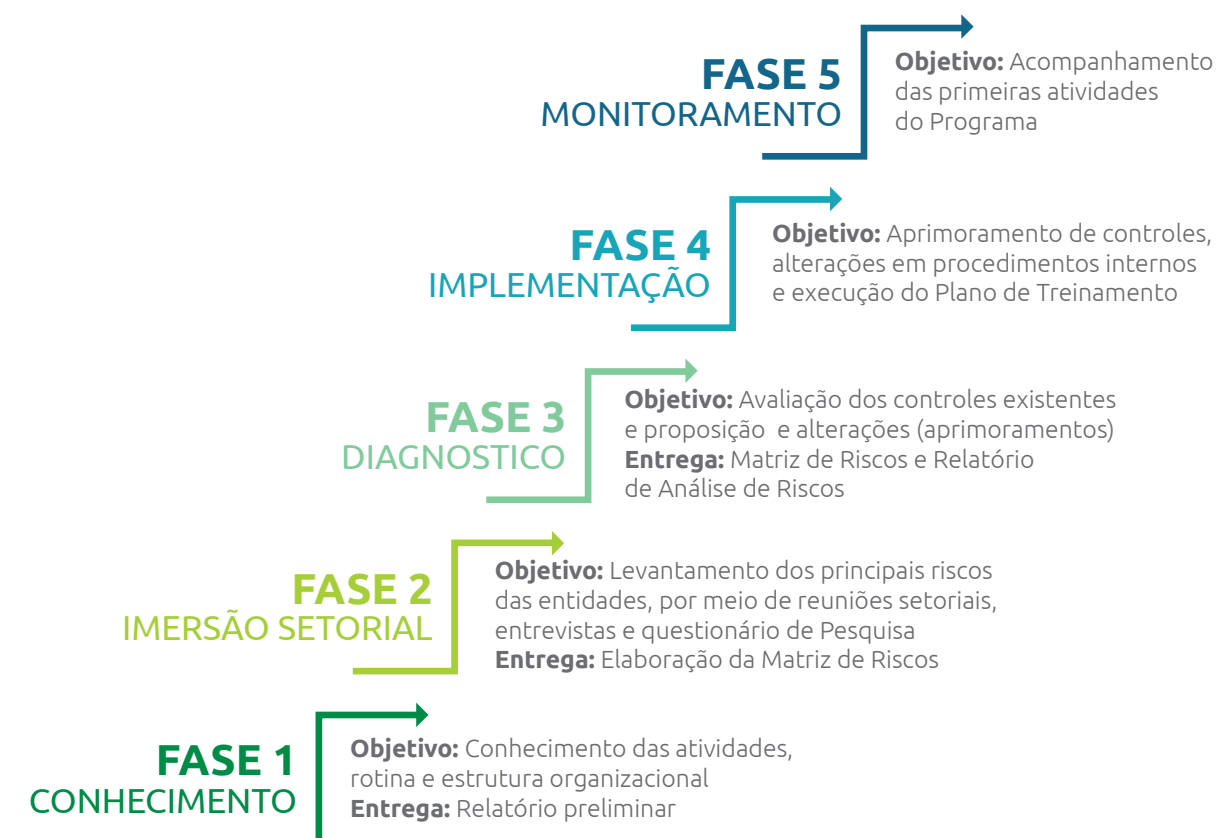 FASE 5
MONITORAMENTO
Objetivo: Acompanhamento
das primeiras atividades
do Programa
FASE 4
IMPLEMENTAÇÃO
Objetivo: Aprimoramento de controles,
alterações em procedimentos internos
e execução do Plano de Treinamento
FASE 3
DIAGNOSTICO
Objetivo: Avaliação dos controles existentes
e proposição e alterações (aprimoramentos)
Entrega: Matriz de Riscos e Relatório
de Análise de Riscos
FASE 2
IMERSÃO SETORIAL
Objetivo: Levantamento dos principais riscos
das entidades, por meio de reuniões setoriais,
entrevistas e questionário de Pesquisa
Entrega: Elaboração da Matriz de Riscos
FASE 1
CONHECIMENTO
Objetivo: Conhecimento das atividades,
rotina e estrutura organizacional
Entrega: Relatório preliminar